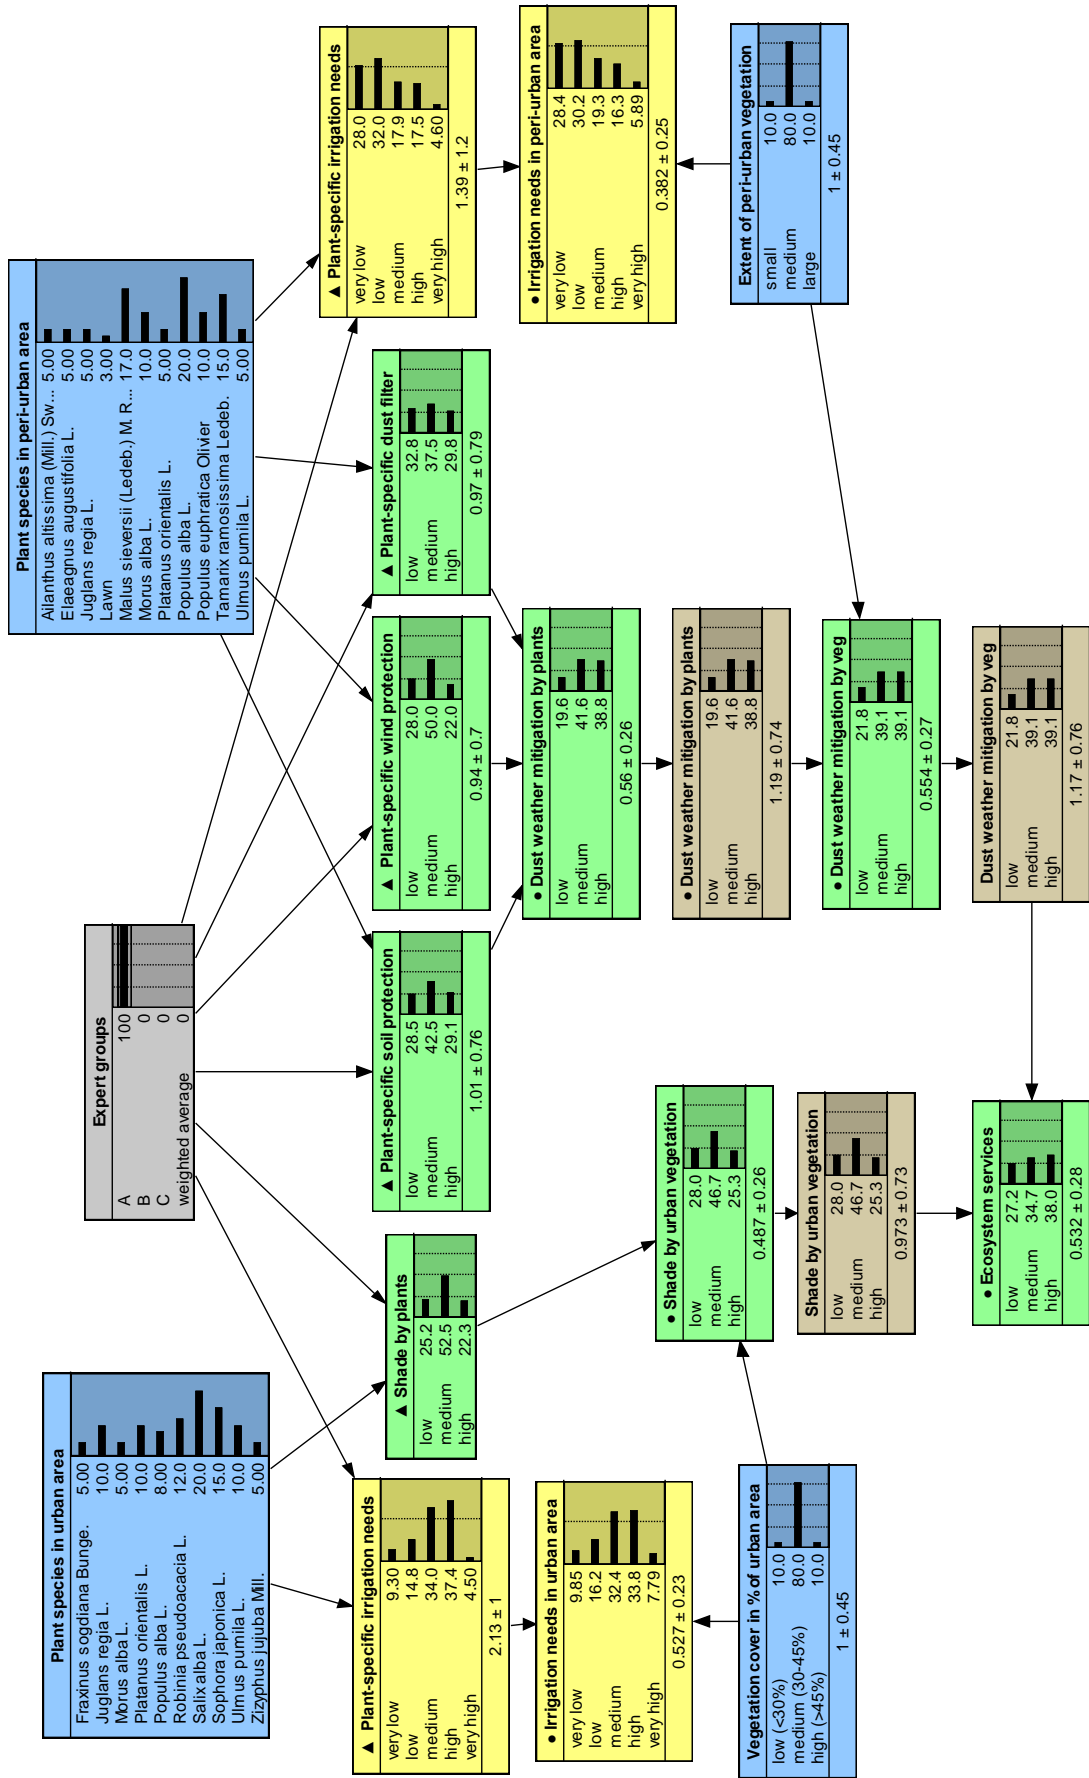 Plant species in urban area
Fraxinus sogdiana Bunge. 5.00
Juglans regia L. 10.0
Morus alba L. 5.00
Platanus orientalis L. 10.0
Populus alba L. 8.00
Robinia pseudoacacia L. 12.0
Salix alba L. 20.0
Sophora japonica L. 15.0
Ulmus pumila L. 10.0
Zizyphus jujuba Mill. 5.00
Expert groups
A 100
B 0
C 0
weighted average 0
Plant species in peri-urban area
Ailanthus altissima (Mill.) Sw... 5.00
Elaeagnus augustifolia L. 5.00
Juglans regia L. 5.00
Lawn 3.00
Malus sieversii (Ledeb.) M. R... 17.0
Morus alba L. 10.0
Platanus orientalis L. 5.00
Populus alba L. 20.0
Populus euphratica Olivier 10.0
Tamarix ramosissima Ledeb. 15.0
Ulmus pumila L. 5.00
▲ Plant-specific irrigation needs
very low 9.30
low 14.8
medium 34.0
high 37.4
very high 4.50
2.13 ± 1
▲ Shade by plants
low 25.2
medium 52.5
high 22.3
▲ Plant-specific soil protection
low 28.5
medium 42.5
high 29.1
1.01 ± 0.76
▲ Plant-specific wind protection
low 28.0
medium 50.0
high 22.0
0.94 ± 0.7
▲ Plant-specific dust filter
low 32.8
medium 37.5
high 29.8
0.97 ± 0.79
▲ Plant-specific irrigation needs
very low 28.0
low 32.0
medium 17.9
high 17.5
very high 4.60
1.39 ± 1.2
● Irrigation needs in urban area
very low 9.85
low 16.2
medium 32.4
high 33.8
very high 7.79
0.527 ± 0.23
● Dust weather mitigation by plants
low 19.6
medium 41.6
high 38.8
0.56 ± 0.26
● Irrigation needs in peri-urban area
very low 28.4
low 30.2
medium 19.3
high 16.3
very high 5.89
0.382 ± 0.25
● Shade by urban vegetation
low 28.0
medium 46.7
high 25.3
0.487 ± 0.26
● Dust weather mitigation by plants
low 19.6
medium 41.6
high 38.8
1.19 ± 0.74
Vegetation cover in % of urban area
low (<30%) 10.0
medium (30-45%) 80.0
high (>45%) 10.0
1 ± 0.45
Shade by urban vegetation
low 28.0
medium 46.7
high 25.3
0.973 ± 0.73
● Dust weather mitigation by veg
low 21.8
medium 39.1
high 39.1
0.554 ± 0.27
Extent of peri-urban vegetation
small 10.0
medium 80.0
large 10.0
1 ± 0.45
● Ecosystem services
low 27.2
medium 34.7
high 38.0
0.532 ± 0.28
Dust weather mitigation by veg
low 21.8
medium 39.1
high 39.1
1.17 ± 0.76